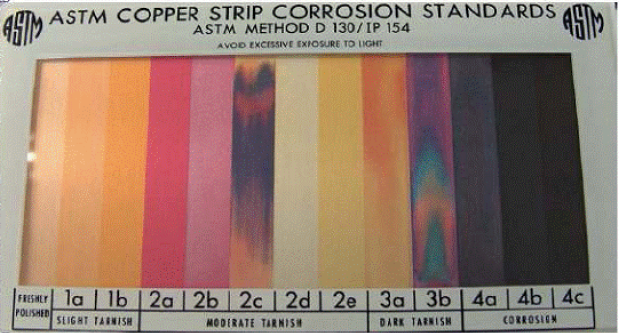 ASTM ASTM COPPER STRIP CORROSION STANDARDS ASTM
ASTM METHOD D 130/IP 154
AVOID EXCESSIVE EXPOSURE TO LIGHT
FRESHLY POLISHED
1a 1b 2a 2b 2c 2d 2e 3a 3b 4a 4b 4c
SLIGHT TARNISH MODERATE TARNISH DARK TARNISH CORROSION